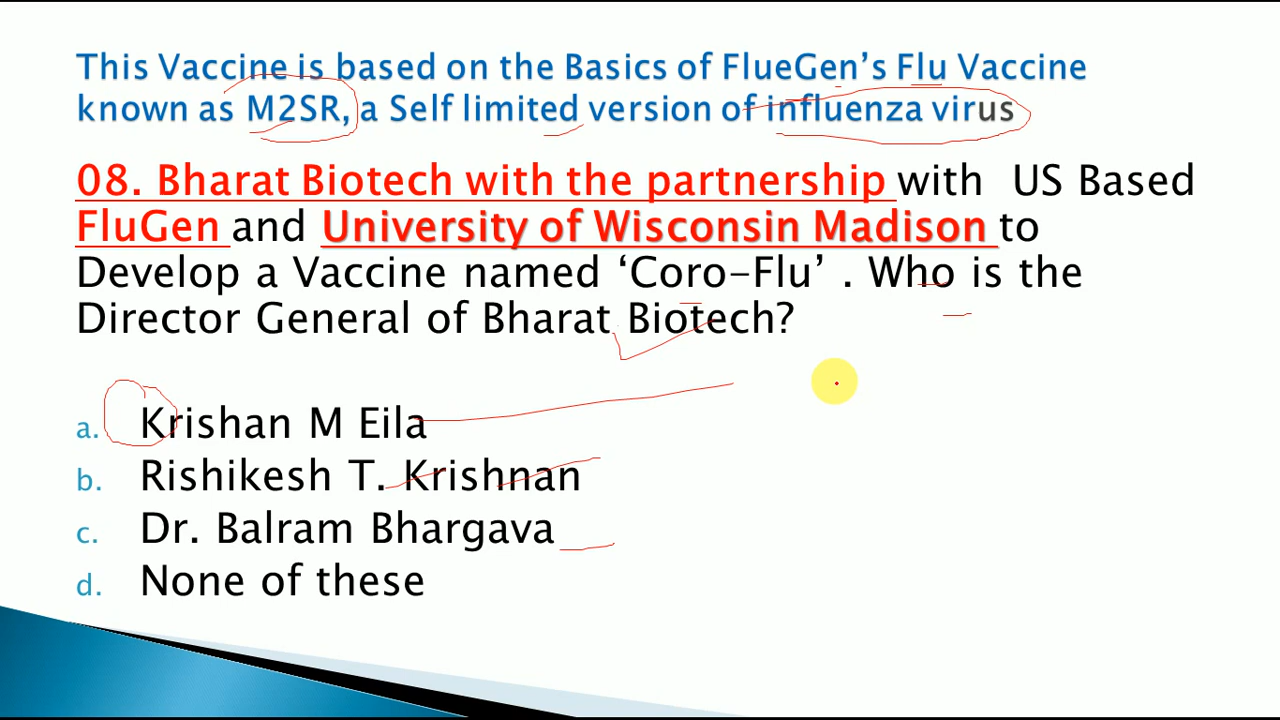 This Vaccine is based on the Basics of FlueGen's Flu Vaccine
known as M2SR, a Self limited version of influenza virus
08. Bharat Biotech with the partnership with US Based
FluGen and University of Wisconsin Madison to
Develop a Vaccine named ‘Coro-Flu’ . Who is the
Director General of Bharat Biotech?
a. Krishan M Eila
b. Rishikesh T. Krishnan
c. Dr. Balram Bhargava
d. None of these